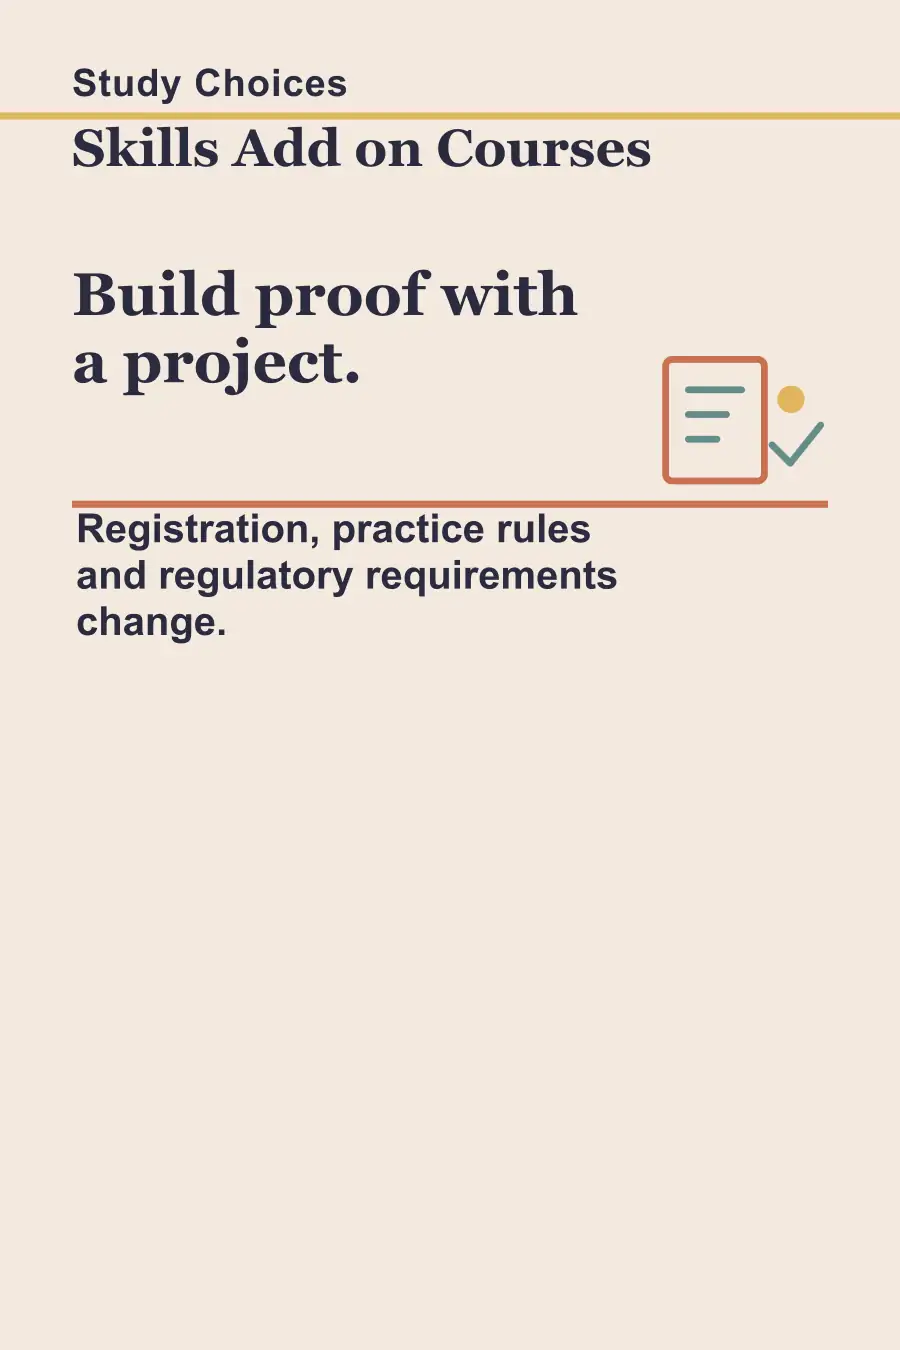 Study Choices
Skills Add on Courses
Build proof with
a project.
Registration, practice rules
and regulatory requirements
change.